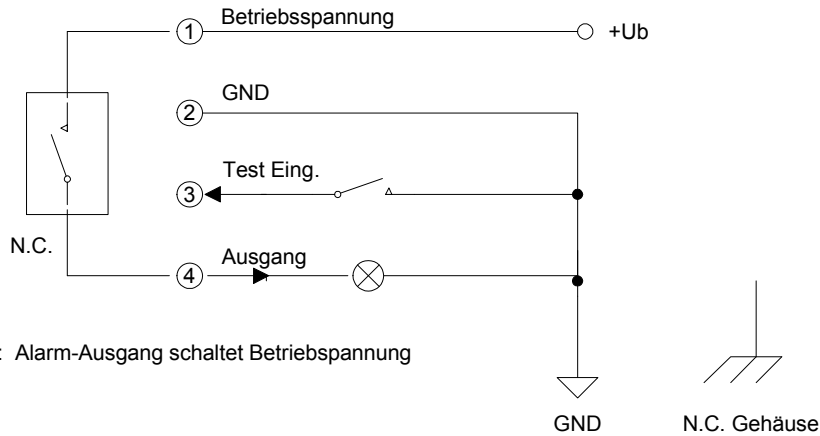 Betriebsspannung
1
+Ub
GND
2
Test Eing.
3
N.C.
Ausgang
4
: Alarm-Ausgang schaltet Betriebspannung
GND
N.C. Gehäuse